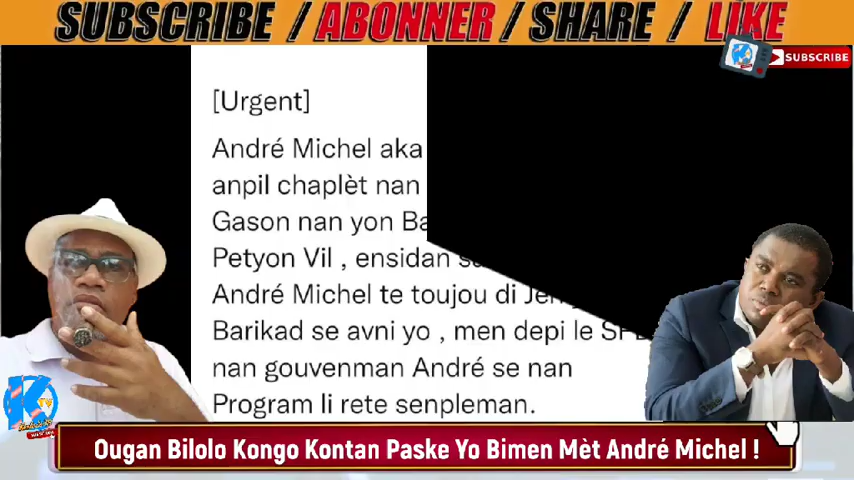 SUBSCRIBE / ABONNER / SHARE / LIKE
SUBSCRIBE
[Urgent]
André Michel aka
anpil chaplèt nan
Gason nan yon
Petyon Vil , ensidan
André Michel te toujou di
Barikad se avni yo , men depi le
nan gouvenman André se nan
Program li rete senpleman.
Ougan Bilolo Kongo Kontan Paske Yo Bimen Mèt André Michel !